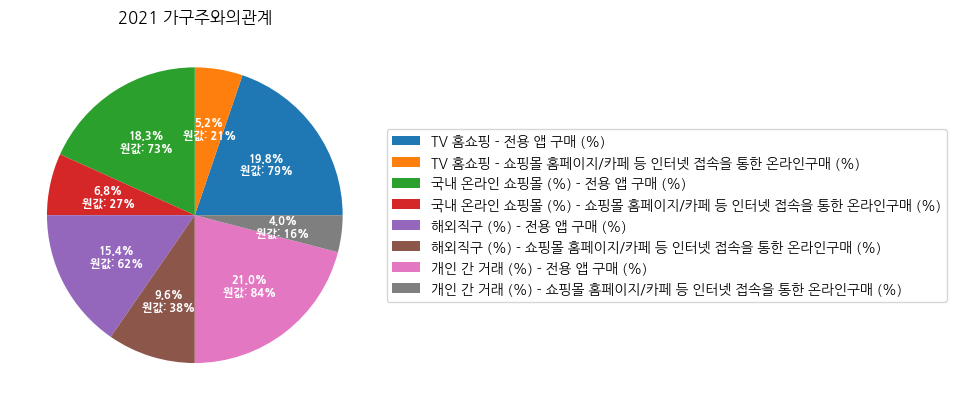 2021 가구주와의관계
5.2%
원값: 21%
18.3%
원값: 73%
19.8%
원값: 79%
6.8%
원값: 27%
4.0%
원값: 16%
15.4%
원값: 62%
21.0%
원값: 84%
9.6%
원값: 38%
TV 홈쇼핑 - 전용 앱 구매 (%)
TV 홈쇼핑 - 쇼핑몰 홈페이지/카페 등 인터넷 접속을 통한 온라인구매 (%)
국내 온라인 쇼핑몰 (%) - 전용 앱 구매 (%)
국내 온라인 쇼핑몰 (%) - 쇼핑몰 홈페이지/카페 등 인터넷 접속을 통한 온라인구매 (%)
해외직구 (%) - 전용 앱 구매 (%)
해외직구 (%) - 쇼핑몰 홈페이지/카페 등 인터넷 접속을 통한 온라인구매 (%)
개인 간 거래 (%) - 전용 앱 구매 (%)
개인 간 거래 (%) - 쇼핑몰 홈페이지/카페 등 인터넷 접속을 통한 온라인구매 (%)